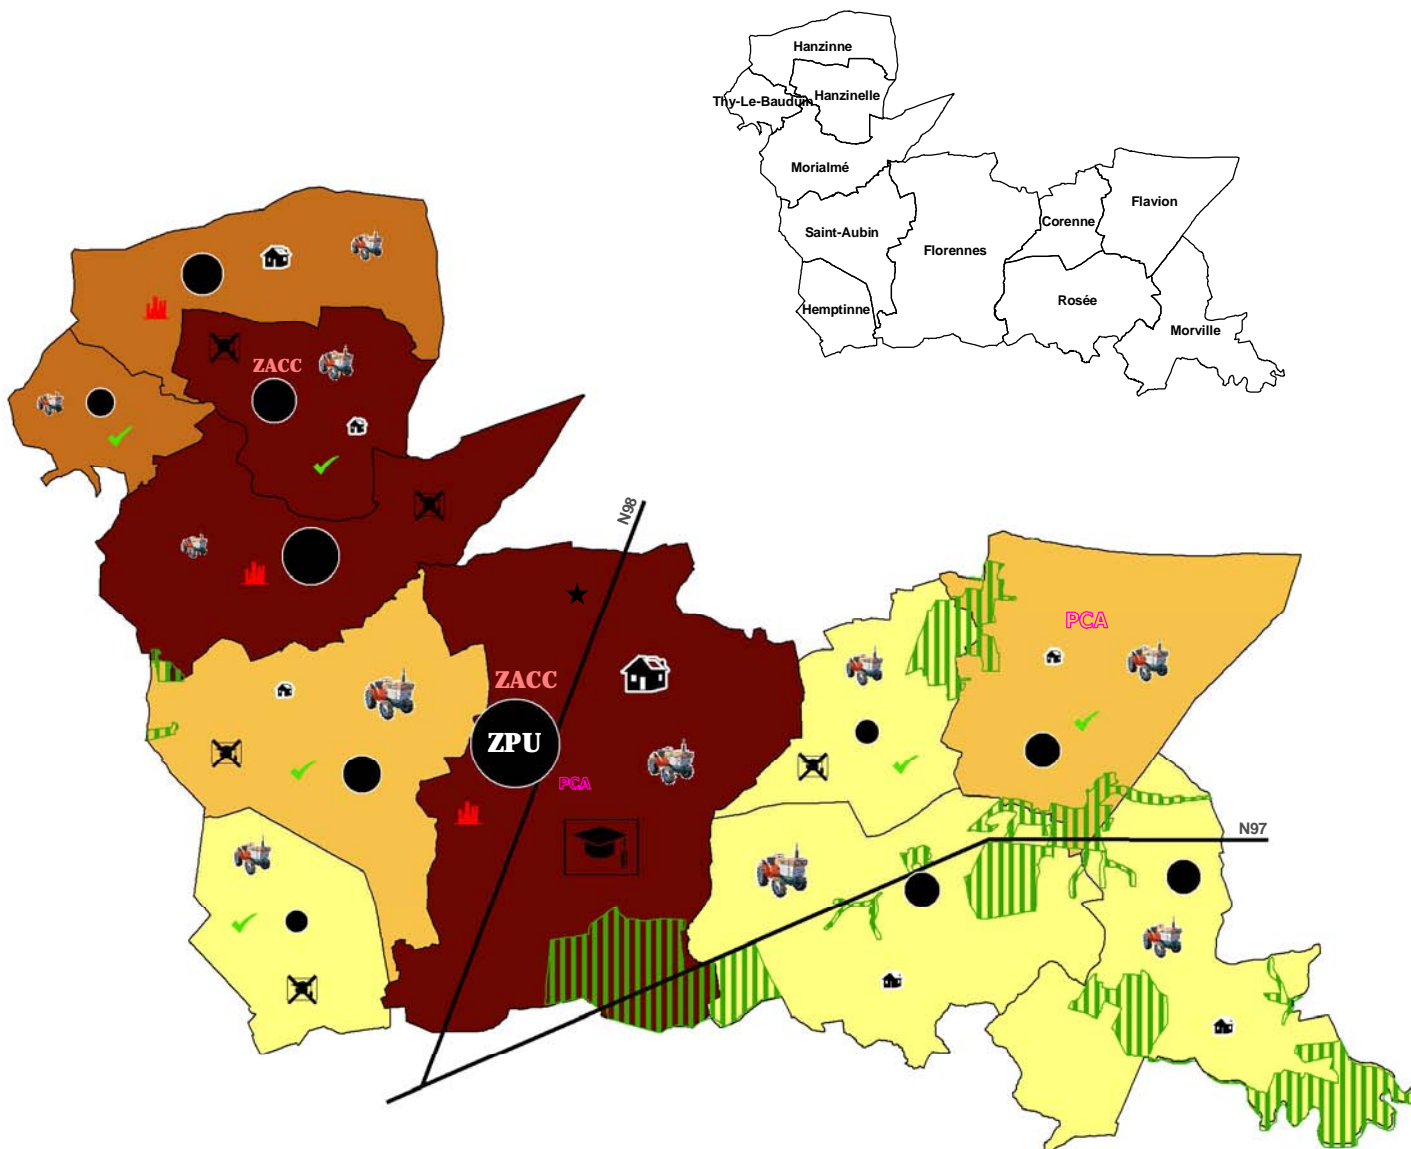 Hanzinne
Hanzinelle
Thy-Le-Bauduin
Morialmé
Flavion
Corenne
Saint-Aubin
Florennes
Rosée
Hemptinne
Morville
ZACC
N98
PCA
ZACC
ZPU
PCA
N97